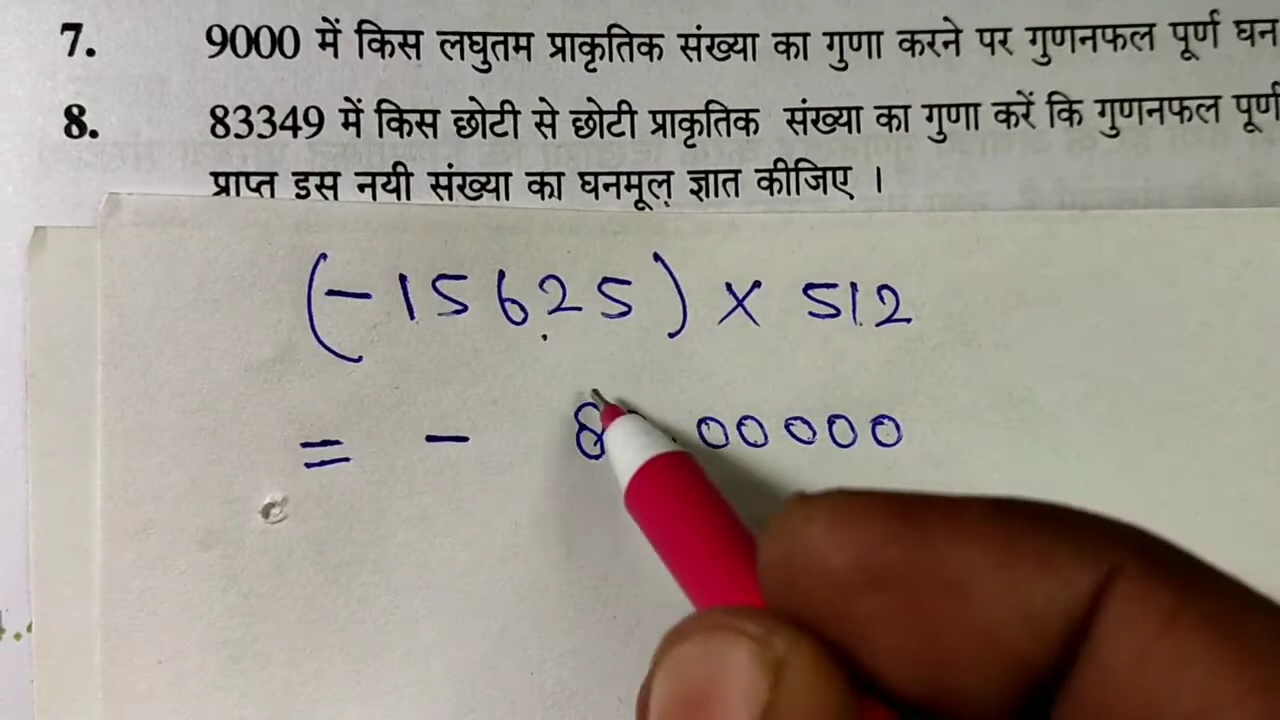 7. 9000 में किस लघुतम प्राकृतिक संख्या का गुणा करने पर गुणनफल पूर्ण घन
8. 83349 में किस छोटी से छोटी प्राकृतिक संख्या का गुणा करें कि गुणनफल पूर्ण
प्राप्त इस नयी संख्या का घनमूल ज्ञात कीजिए ।
(-15625) × 512
= - 8 00000